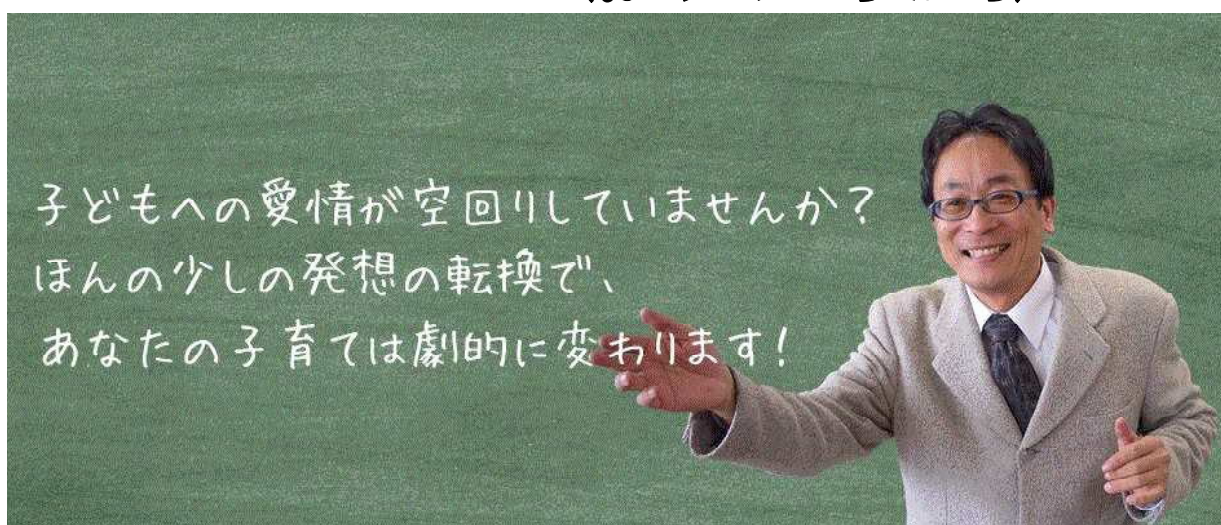 子どもへの愛情が空回りしていませんか?
ほんの少しの発想の転換で、
あなたの子育ては劇的に変わります!